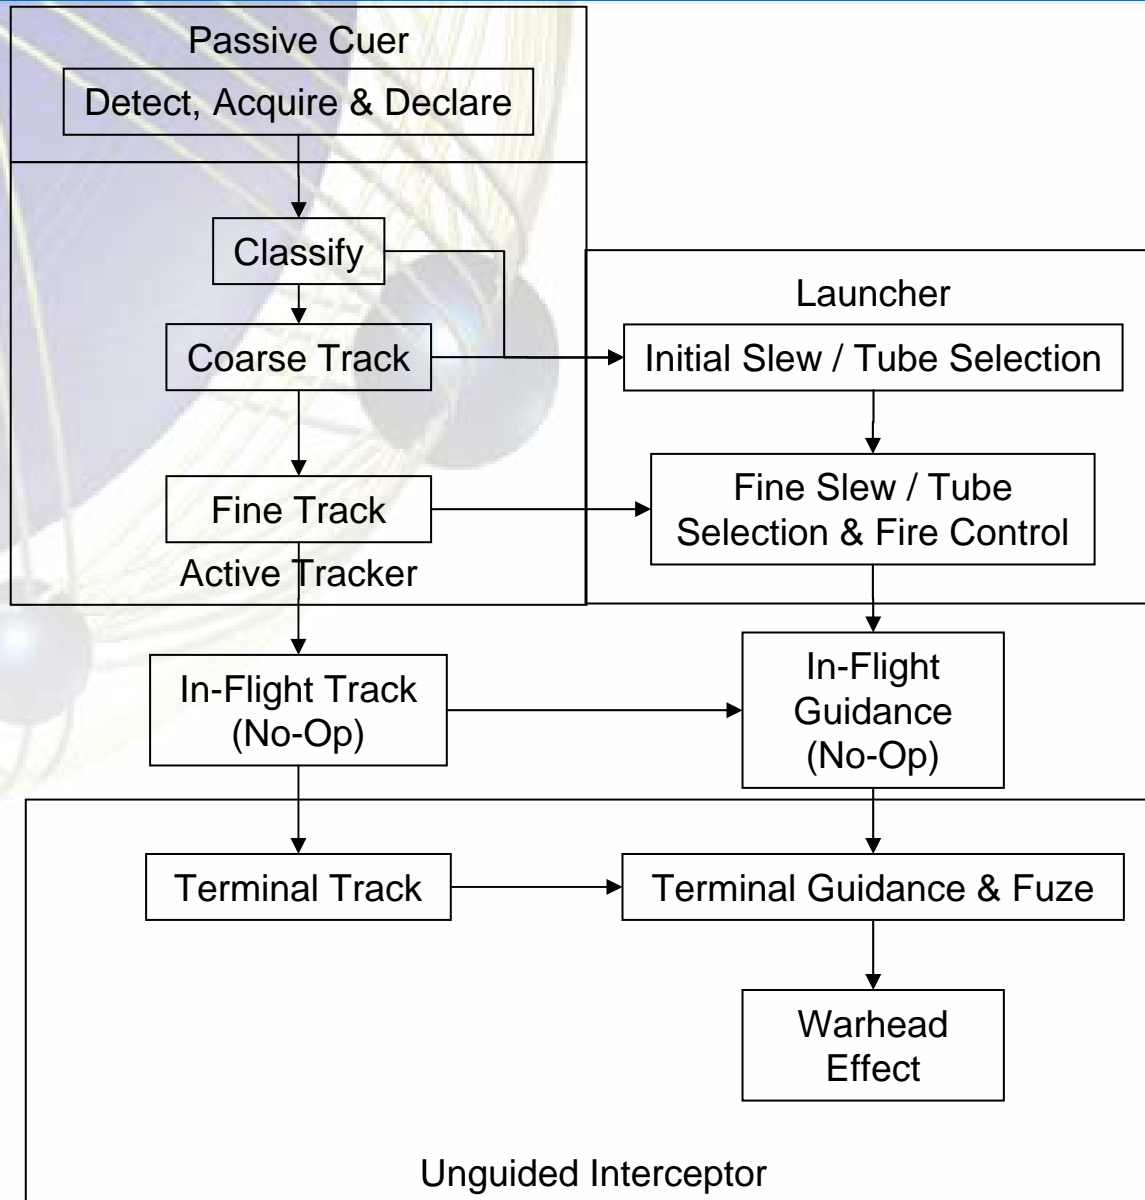 Passive Cuer
Detect, Acquire & Declare
Classify
Launcher
Coarse Track
Initial Slew / Tube Selection
Fine Track
Fine Slew / Tube
Selection & Fire Control
Active Tracker
In-Flight Track
(No-Op)
In-Flight
Guidance
(No-Op)
Terminal Track
Terminal Guidance & Fuze
Warhead
Effect
Unguided Interceptor